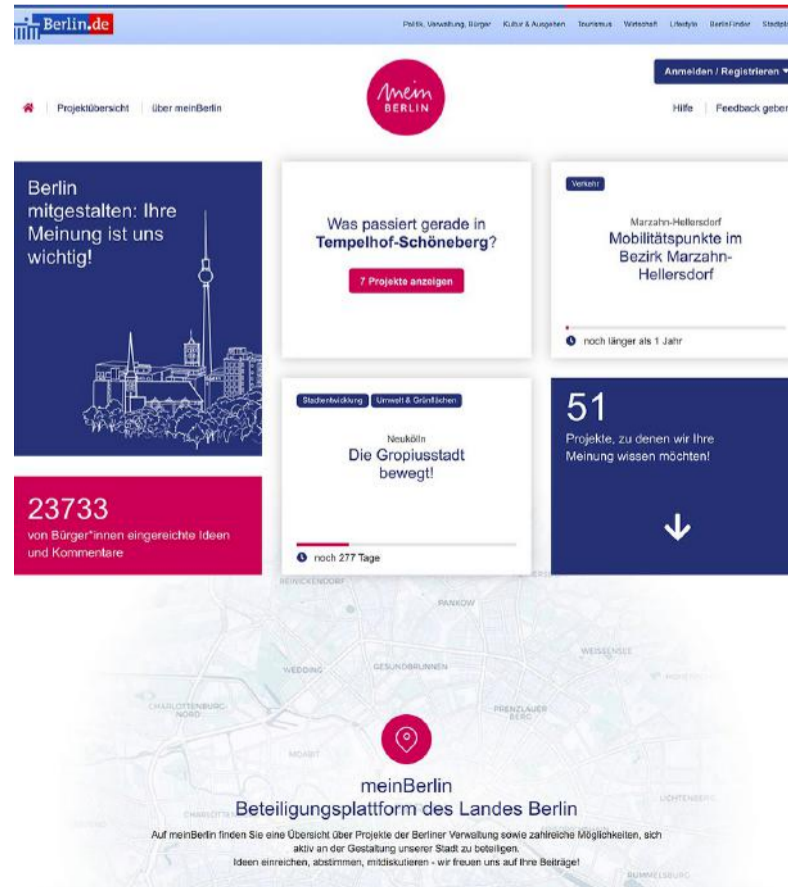 Berlin.de
Politik, Verwaltung, Bürger Kultur & Ausgehen Tourismus Wirtschaft Lifestyle BerlinFinder Stadtpla
mein
BERLIN
Anmelden / Registrieren
Projektübersicht über meinBerlin
Hilfe Feedback geben
Berlin
mitgestalten: Ihre
Meinung ist uns
wichtig!
Was passiert gerade in
Tempelhof-Schöneberg?
7 Projekte anzeigen
Verkehr
Marzahn-Hellersdorf
Mobilitätspunkte im
Bezirk Marzahn-
Hellersdorf
noch länger als 1 Jahr
23733
von Bürger*innen eingereichte Ideen
und Kommentare
Stadtentwicklung Umwelt & Grünflächen
Neukölln
Die Gropiusstadt
bewegt!
noch 277 Tage
51
Projekte, zu denen wir Ihre
Meinung wissen möchten!
REINICKENDORF
PANKOW
WEISSENSEE
WEDDING
GESUNDBRUNNEN
CHARLOTTENBURG-
NORD
PRENZLAUER
BERG
MOABIT
meinBerlin
Beteiligungsplattform des Landes Berlin
LICHTENBERG
Auf meinBerlin finden Sie eine Übersicht über Projekte der Berliner Verwaltung sowie zahlreiche Möglichkeiten, sich
aktiv an der Gestaltung unserer Stadt zu beteiligen.
Ideen einreichen, abstimmen, mitdiskutieren - wir freuen uns auf Ihre Beiträge!
RUMMELSBURG